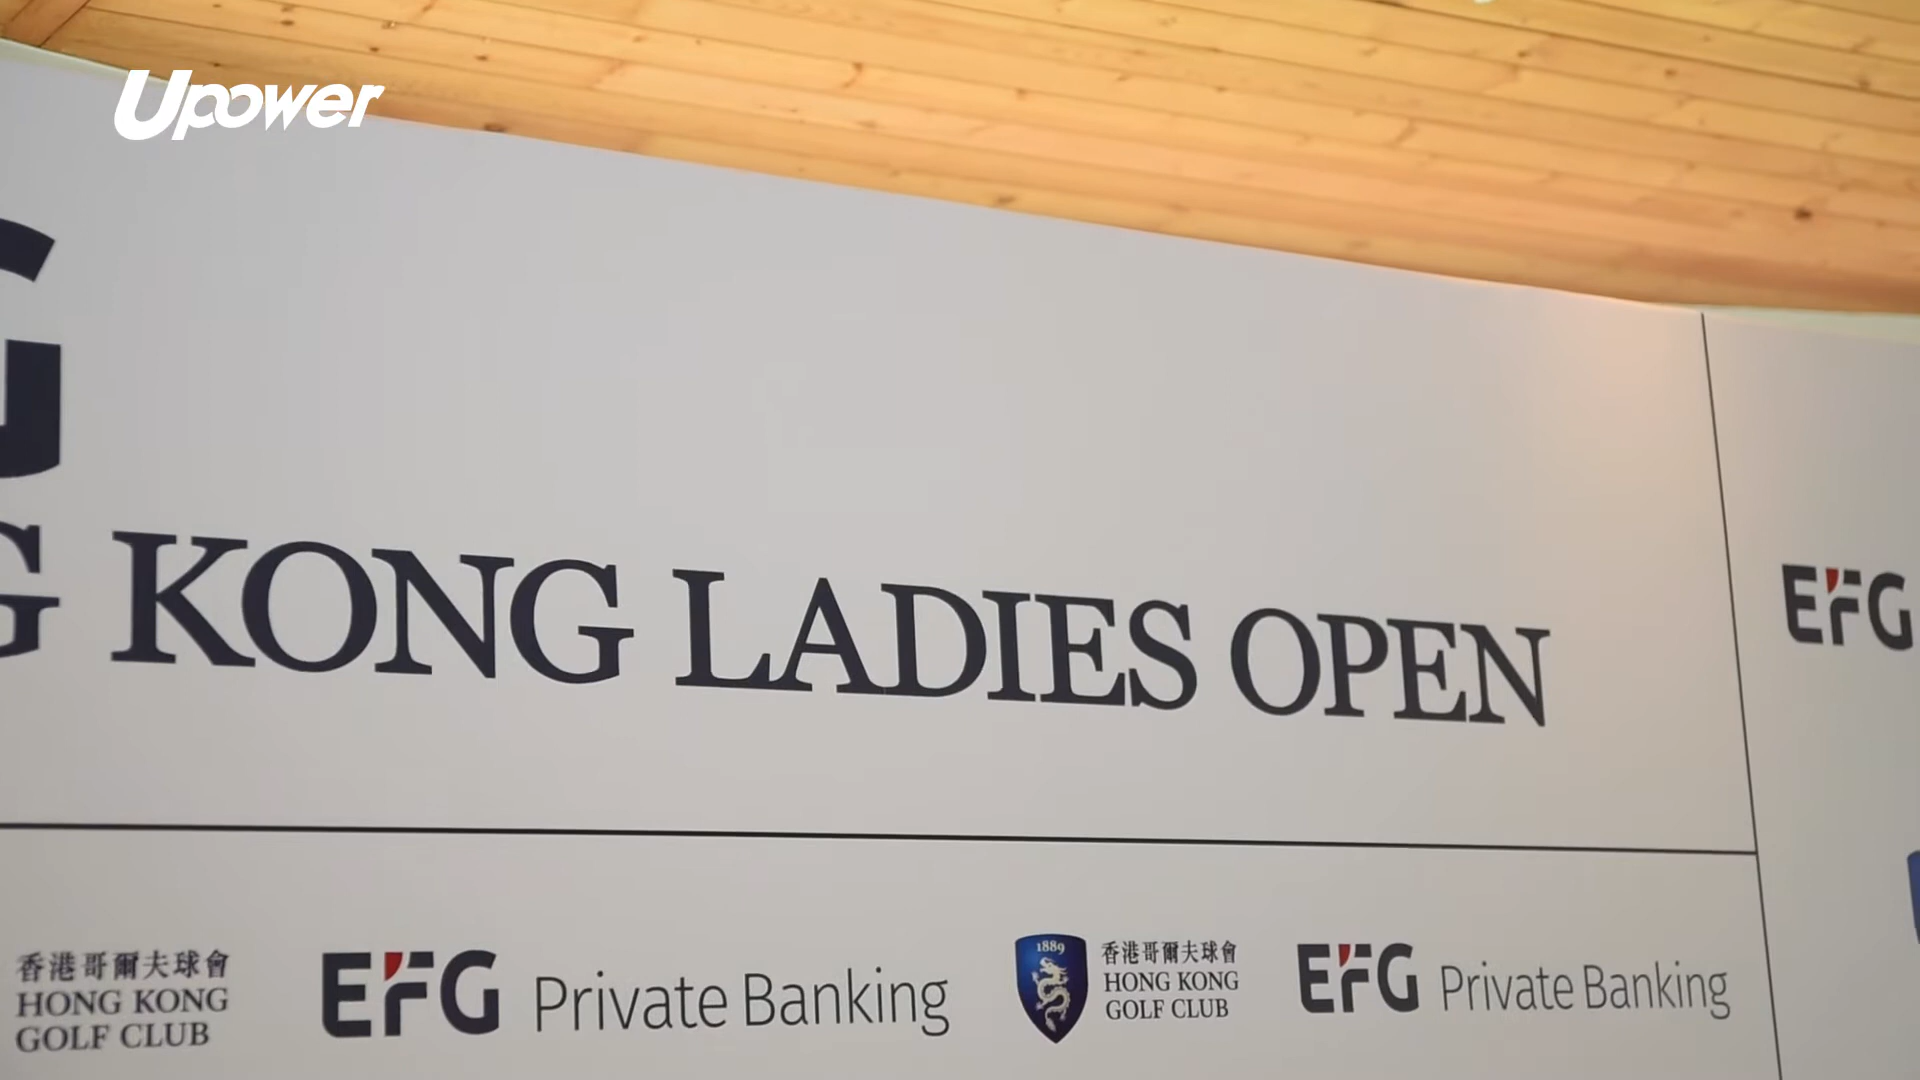 Upower
G
G KONG LADIES OPEN
EFG
香港哥爾夫球會
HONG KONG
GOLF CLUB
EFG Private Banking
1889
香港哥爾夫球會
HONG KONG
GOLF CLUB
EFG Private Banking